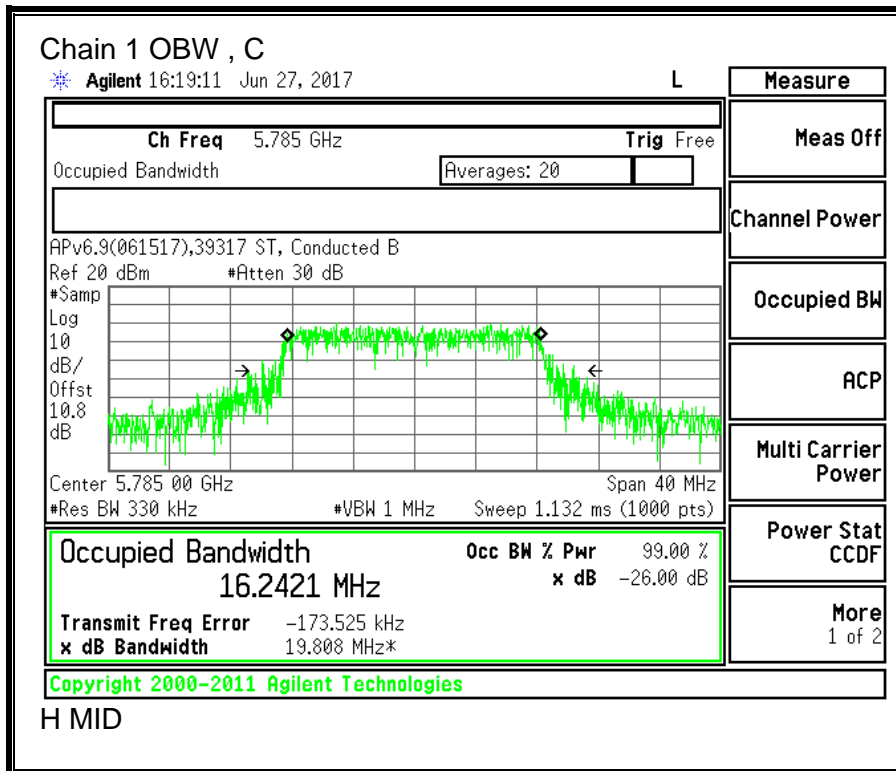 Chain 1 OBW , C
Agilent 16:19:11 Jun 27, 2017 L Measure
Ch Freq 5.785 GHz Trig Free
Meas Off
Occupied Bandwidth Averages: 20
Channel Power
APv6.9(061517),39317 ST, Conducted B
Ref 20 dBm #Atten 30 dB
#Samp
Occupied BW
Log
10
dB/
ACP
Offst
10.8
dB
Multi Carrier
Power
Center 5.785 00 GHz Span 40 MHz
#Res BW 330 kHz #VBW 1 MHz Sweep 1.132 ms (1000 pts)
Power Stat
CCDF
Occupied Bandwidth Occ BW % Pwr 99.00 %
16.2421 MHz x dB -26.00 dB
More
1 of 2
Transmit Freq Error -173.525 kHz
x dB Bandwidth 19.808 MHz*
Copyright 2000-2011 Agilent Technologies
H MID